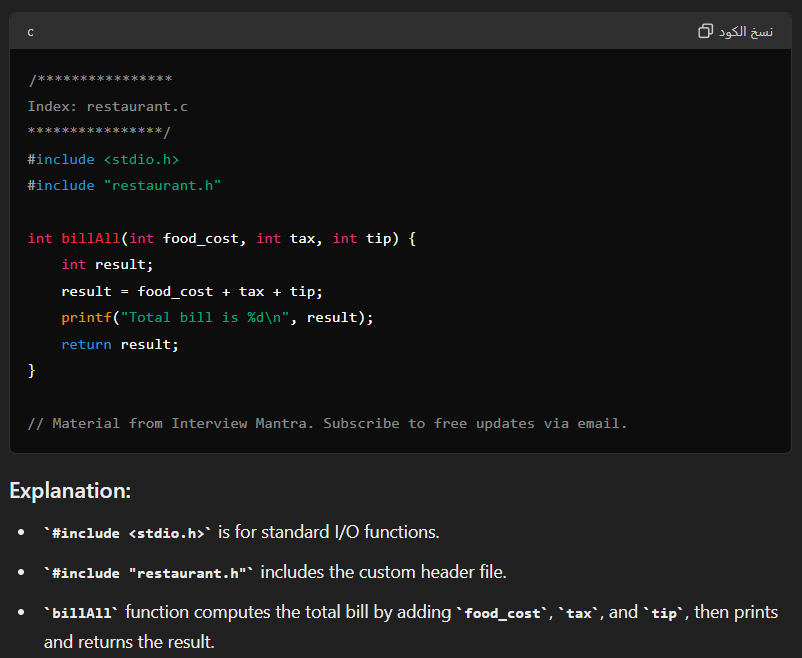 c
نسخ الكود
/****************
Index: restaurant.c
****************/
#include <stdio.h>
#include "restaurant.h"
int billAll(int food_cost, int tax, int tip) {
    int result;
    result = food_cost + tax + tip;
    printf("Total bill is %d\n", result);
    return result;
}
// Material from Interview Mantra. Subscribe to free updates via email.
Explanation:
• `#include <stdio.h>` is for standard I/O functions.
• `#include "restaurant.h"` includes the custom header file.
• `billAll` function computes the total bill by adding `food_cost`, `tax`, and `tip`, then prints
and returns the result.